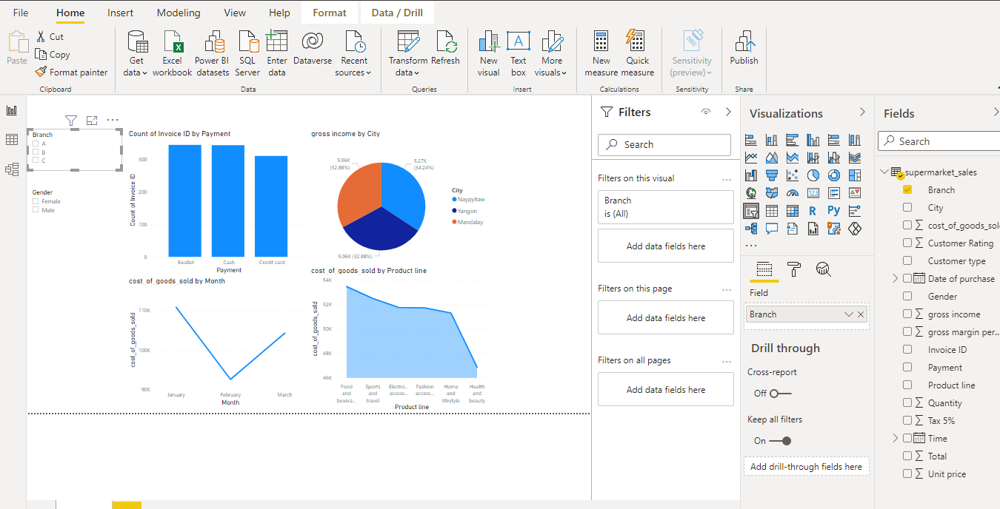 File Home Insert Modeling View Help Format Data / Drill
Paste
Cut
Copy
Format painter
Clipboard
Get data
Excel workbook
Power BI datasets
SQL Server
Enter data
Dataverse
Recent sources
Data
Transform data
Refresh
Queries
New visual
Text box
More visuals
Insert
New measure
Quick measure
Calculations
Sensitivity (preview)
Sensitivity
Publish
Share
Branch
A
B
C
Gender
Female
Male
Count of Invoice ID by Payment
Count of Invoice ID
300
200
100
0
Ewallet Cash Credit card
Payment
gross income by City
5.06K (32.88%)
5.27K (34.24%)
5.06K (32.88%)
City
Naypyitaw
Yangon
Mandalay
cost_of_goods_sold by Month
cost_of_goods_sold
110K
100K
90K
January February March
Month
cost_of_goods_sold by Product line
cost_of_goods_sold
54K
52K
50K
48K
46K
Food and bevera...
Sports and travel
Electro... access...
Fashion access...
Home and lifestyle
Health and beauty
Product line
Filters
Search
Filters on this visual ...
Branch
is (All)
Add data fields here
Filters on this page ...
Add data fields here
Filters on all pages ...
Add data fields here
Visualizations
123
R Py
...
Field
Branch
Drill through
Cross-report
Off
Keep all filters
On
Add drill-through fields here
Fields
Search
supermarket_sales
Branch
City
cost_of_goods_sol
Customer Rating
Customer type
Date of purchase
Gender
gross income
gross margin per...
Invoice ID
Payment
Product line
Quantity
Tax 5%
Time
Total
Unit price